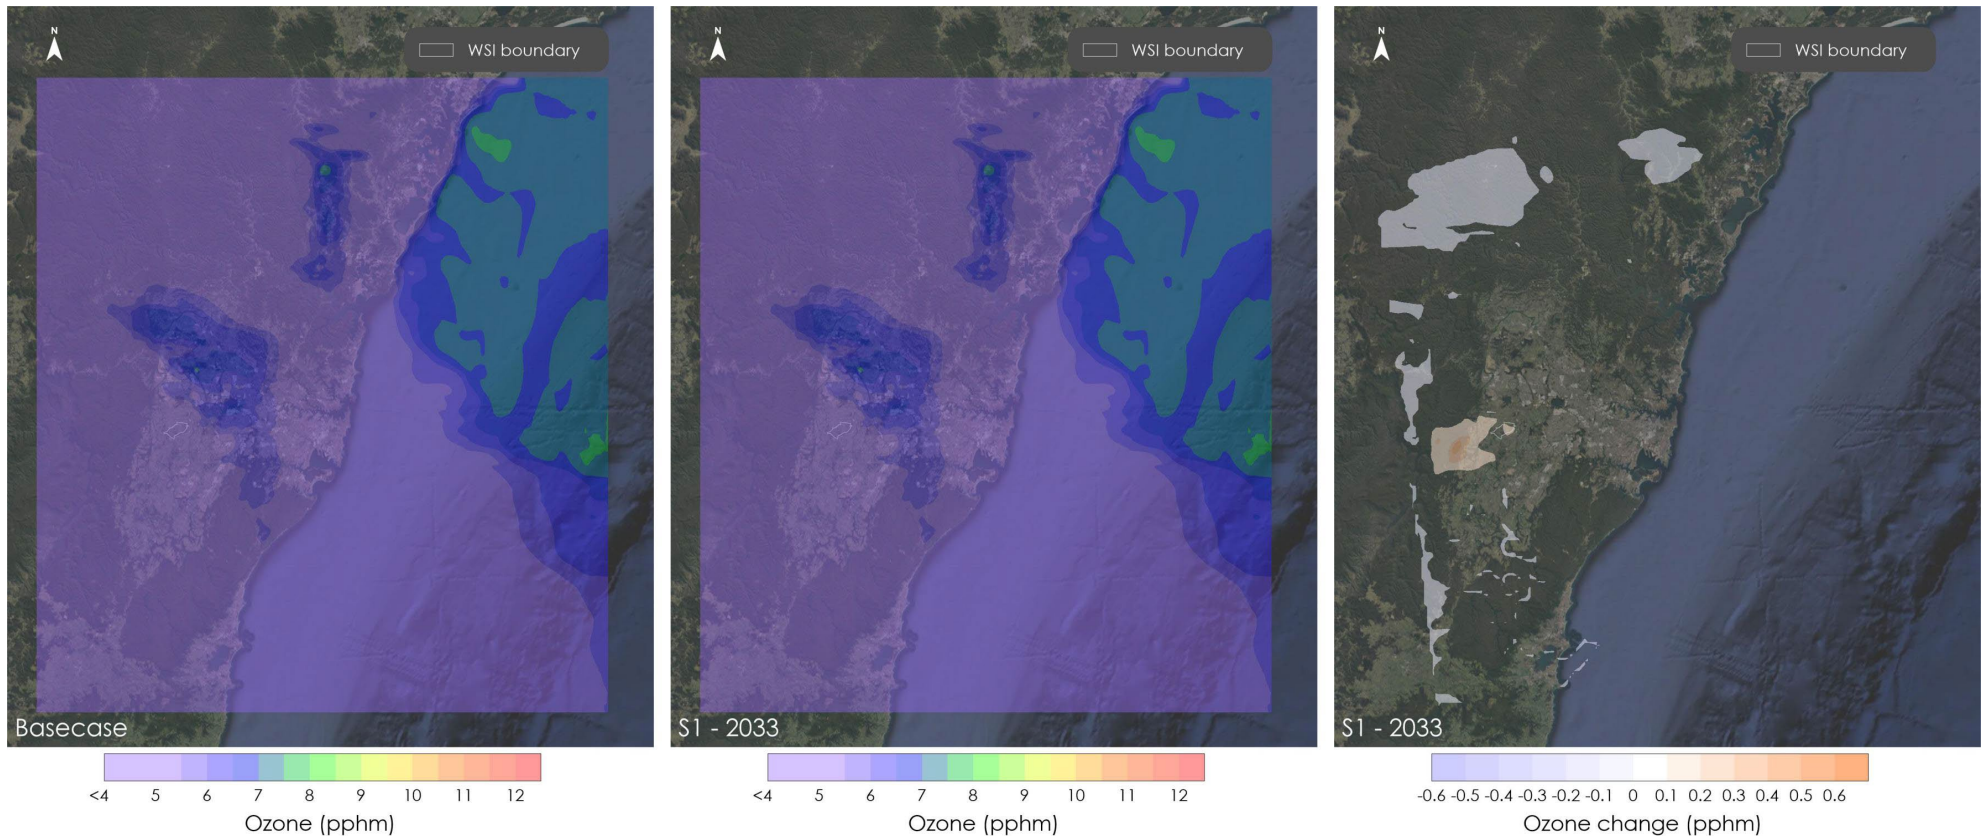 N
WSI boundary
N
WSI boundary
N
WSI boundary
Basecase
S1 - 2033
S1 - 2033
<4 5 6 7 8 9 10 11 12
Ozone (pphm)
<4 5 6 7 8 9 10 11 12
Ozone (pphm)
-0.6 -0.5 -0.4 -0.3 -0.2 -0.1 0 0.1 0.2 0.3 0.4 0.5 0.6
Ozone change (pphm)